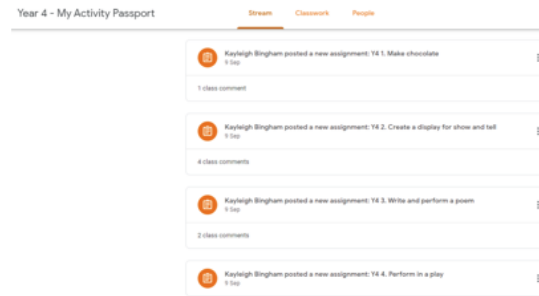 Year 4 - My Activity Passport
Stream Classwork People
Kayleigh Bingham posted a new assignment: Y4 1. Make chocolate
9 Sep
1 class comment
Kayleigh Bingham posted a new assignment: Y4 2. Create a display for show and tell
9 Sep
4 class comments
Kayleigh Bingham posted a new assignment: Y4 3. Write and perform a poem
9 Sep
2 class comments
Kayleigh Bingham posted a new assignment: Y4 4. Perform in a play
9 Sep